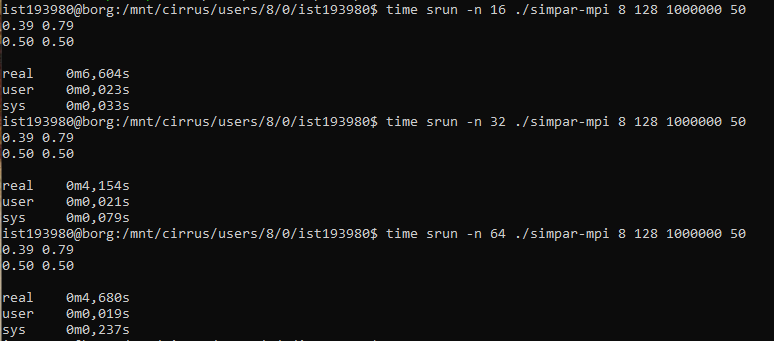 ist193980@borg:/mnt/cirrus/users/8/0/ist193980$ time srun -n 16 ./simpar-mpi 8 128 1000000 50
0.39 0.79
0.50 0.50
real 0m6,604s
user 0m0,023s
sys 0m0,033s
ist193980@borg:/mnt/cirrus/users/8/0/ist193980$ time srun -n 32 ./simpar-mpi 8 128 1000000 50
0.39 0.79
0.50 0.50
real 0m4,154s
user 0m0,021s
sys 0m0,079s
ist193980@borg:/mnt/cirrus/users/8/0/ist193980$ time srun -n 64 ./simpar-mpi 8 128 1000000 50
0.39 0.79
0.50 0.50
real 0m4,680s
user 0m0,019s
sys 0m0,237s